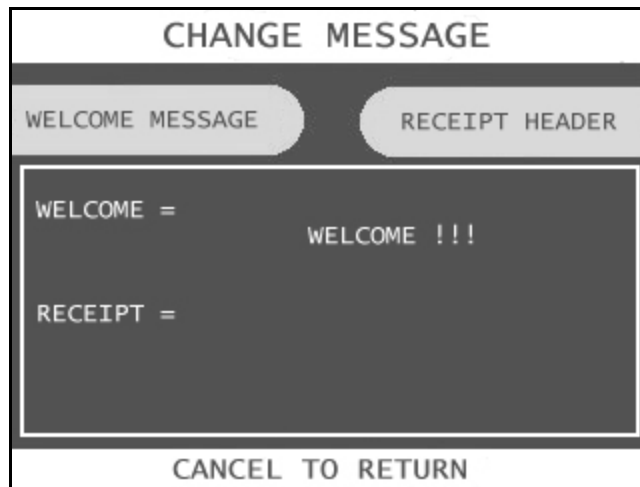 CHANGE MESSAGE
WELCOME MESSAGE
RECEIPT HEADER
WELCOME =
WELCOME !!!
RECEIPT =
CANCEL TO RETURN